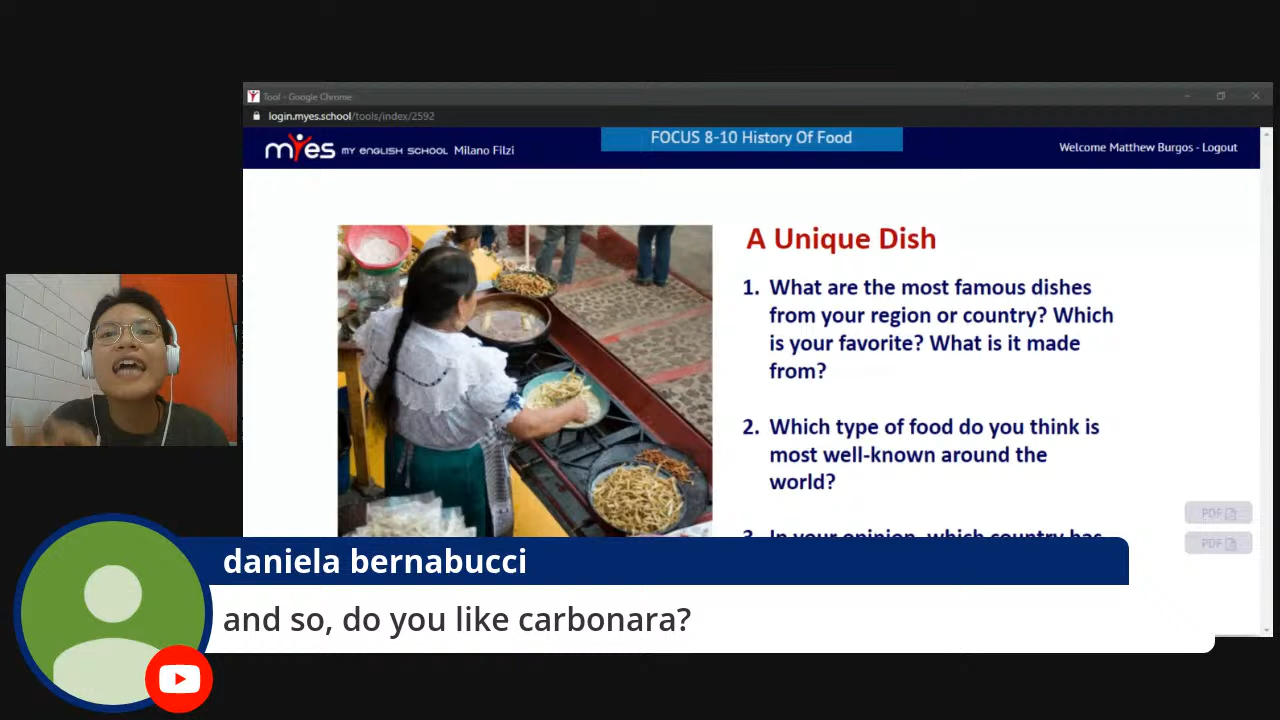 Tool - Google Chrome
login.myes.school/tools/index/2592
myes MY ENGLISH SCHOOL Milano Filzi
FOCUS 8-10 History Of Food
Welcome Matthew Burgos - Logout
A Unique Dish
1. What are the most famous dishes
from your region or country? Which
is your favorite? What is it made
from?
2. Which type of food do you think is
most well-known around the
world?
3. In your opinion, which country has
PDF
PDF
daniela bernabucci
and so, do you like carbonara?